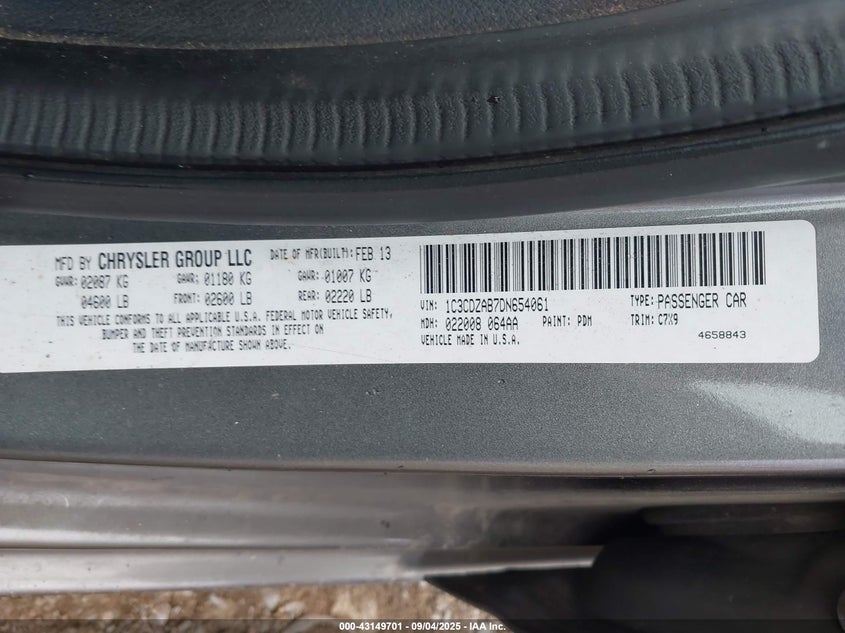 MFD BY CHRYSLER GROUP LLC DATE OF MFR(BUILT): FEB 13
GVWR: 02087 KG GAWR: 01180 KG GAWR: 01007 KG
04600 LB FRONT: 02600 LB REAR: 02220 LB
THIS VEHICLE CONFORMS TO ALL APPLICABLE U.S.A. FEDERAL MOTOR VEHICLE SAFETY,
BUMPER AND THEFT PREVENTION STANDARDS IN EFFECT ON
THE DATE OF MANUFACTURE SHOWN ABOVE.
VIN: 1C3CDZAB7DN654061 TYPE: PASSENGER CAR
MDH: 022008 064AA PAINT: PDM TRIM: C7X9
VEHICLE MADE IN U.S.A. 4658843
000-43149701 - 09/04/2025 - IAA Inc.